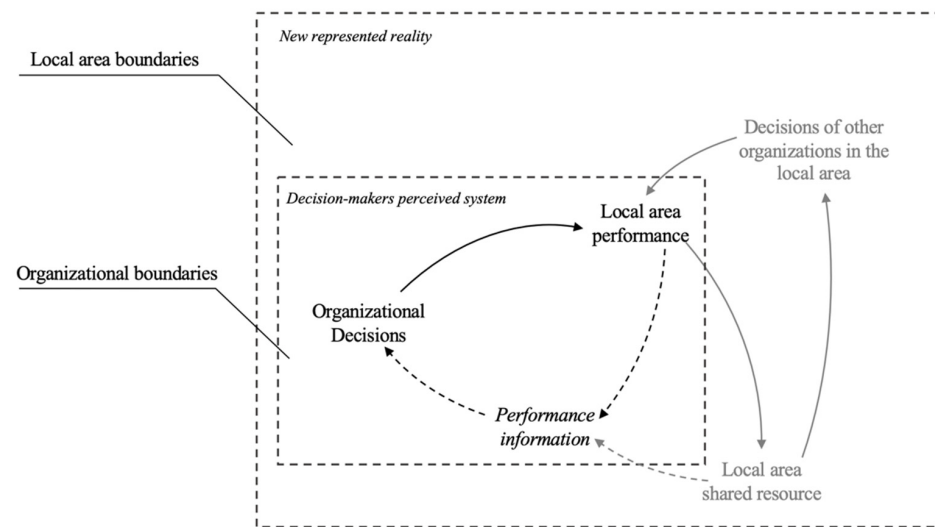 New represented reality
Local area boundaries
Decisions of other
organizations in the
local area
Decision-makers perceived system
Local area
performance
Organizational boundaries
Organizational
Decisions
Performance
information
Local area
shared resource